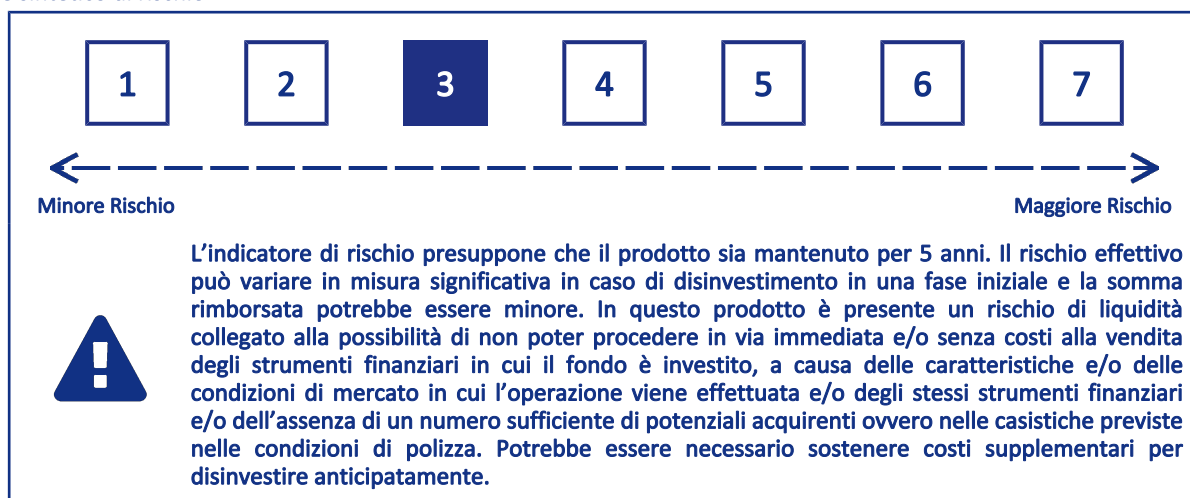 1 2 3 4 5 6 7
Minore Rischio Maggiore Rischio
L’indicatore di rischio presuppone che il prodotto sia mantenuto per 5 anni. Il rischio effettivo
può variare in misura significativa in caso di disinvestimento in una fase iniziale e la somma
rimborsata potrebbe essere minore. In questo prodotto è presente un rischio di liquidità
collegato alla possibilità di non poter procedere in via immediata e/o senza costi alla vendita
degli strumenti finanziari in cui il fondo è investito, a causa delle caratteristiche e/o delle
condizioni di mercato in cui l’operazione viene effettuata e/o degli stessi strumenti finanziari
e/o dell’assenza di un numero sufficiente di potenziali acquirenti ovvero nelle casistiche previste
nelle condizioni di polizza. Potrebbe essere necessario sostenere costi supplementari per
disinvestire anticipatamente.